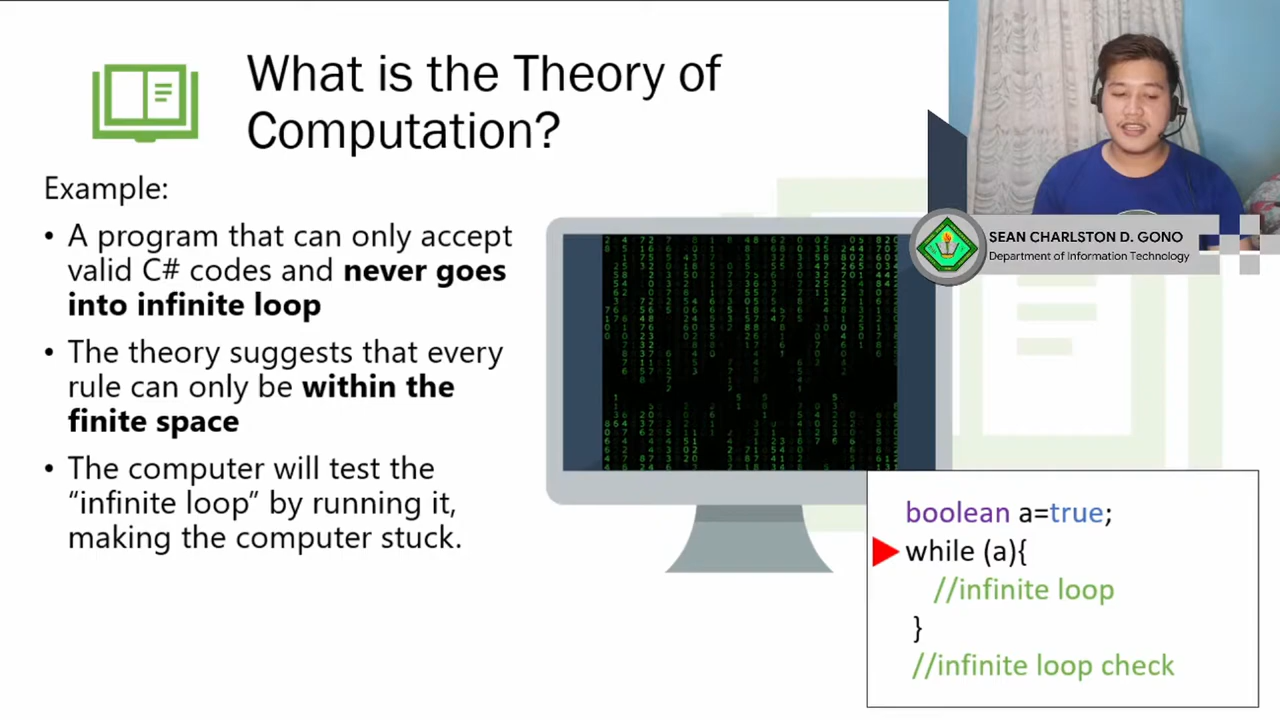 What is the Theory of
Computation?
Example:
• A program that can only accept
valid C# codes and never goes
into infinite loop
• The theory suggests that every
rule can only be within the
finite space
• The computer will test the
“infinite loop” by running it,
making the computer stuck.
SEAN CHARLSTON D. GONO
Department of Information Technology
boolean a=true;
while (a){
//infinite loop
}
//infinite loop check